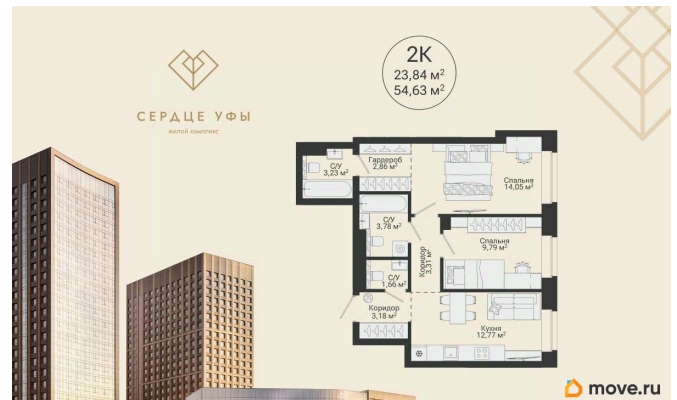 2К
23,84 м²
54,63 м²
СЕРДЦЕ УФЫ
жилой комплекс
С/У
3,23 м²
Гардероб
2,86 м²
Спальня
14,05 м²
С/У
3,78 м²
Коридор
3,31 м²
Спальня
9,79 м²
С/У
1,66 м²
Коридор
3,18 м²
Кухня
12,77 м²
move.ru